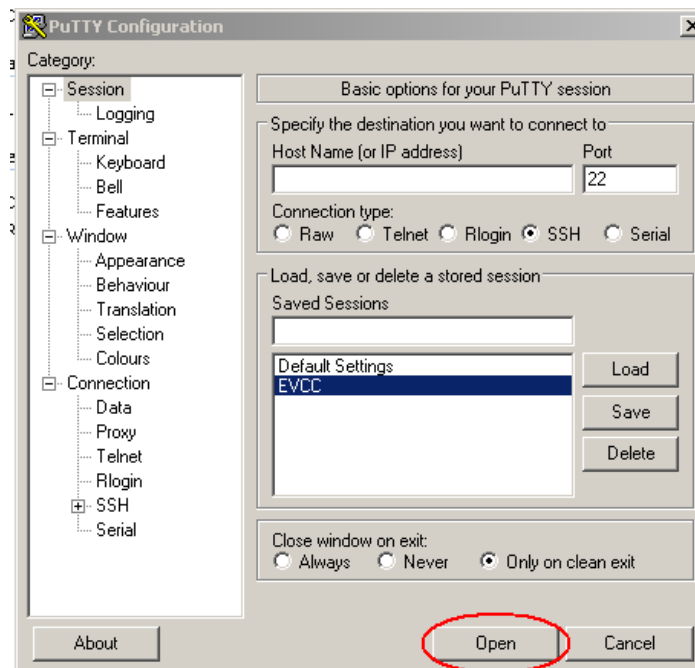 PuTTY Configuration
Category:
Session
Logging
Terminal
Keyboard
Bell
Features
Window
Appearance
Behaviour
Translation
Selection
Colours
Connection
Data
Proxy
Telnet
Rlogin
SSH
Serial
Basic options for your PuTTY session
Specify the destination you want to connect to
Host Name (or IP address) Port
22
Connection type:
Raw Telnet Rlogin SSH Serial
Load, save or delete a stored session
Saved Sessions
Default Settings
EVCC
Load
Save
Delete
Close window on exit:
Always Never Only on clean exit
About Open Cancel